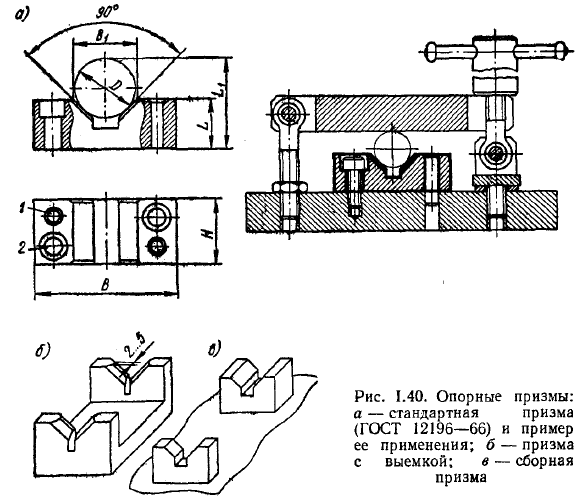 а)
90°
B₁
D
L
L₁
1
2
H
B
б)
2...5
в)
Рис. I.40. Опорные призмы:
а — стандартная призма
(ГОСТ 12196—66) и пример
ее применения; б — призма
с выемкой; в — сборная
призма